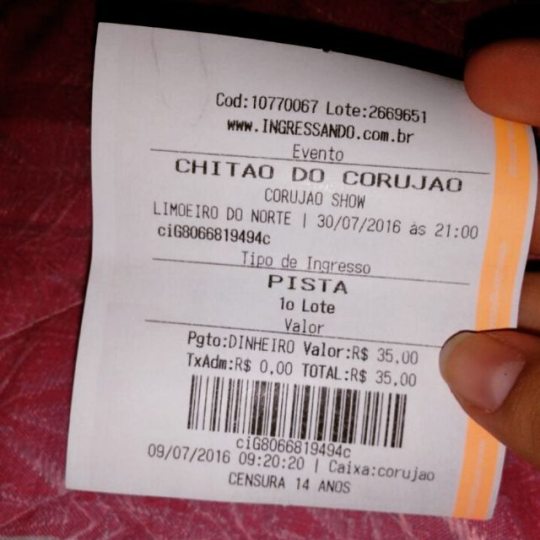 Cod:10770067 Lote:2669651
www.INGRESSANDO.com.br
Evento
CHITAO DO CORUJAO
CORUJAO SHOW
LIMOEIRO DO NORTE | 30/07/2016 às 21:00
ciG8066819494c
Tipo de Ingresso
PISTA
1o Lote
Valor
Pgto:DINHEIRO Valor:R$ 35,00
TxAdm:R$ 0,00 TOTAL:R$ 35,00
ciG8066819494c
09/07/2016 09:20:20 | Caixa:corujao
CENSURA 14 ANOS